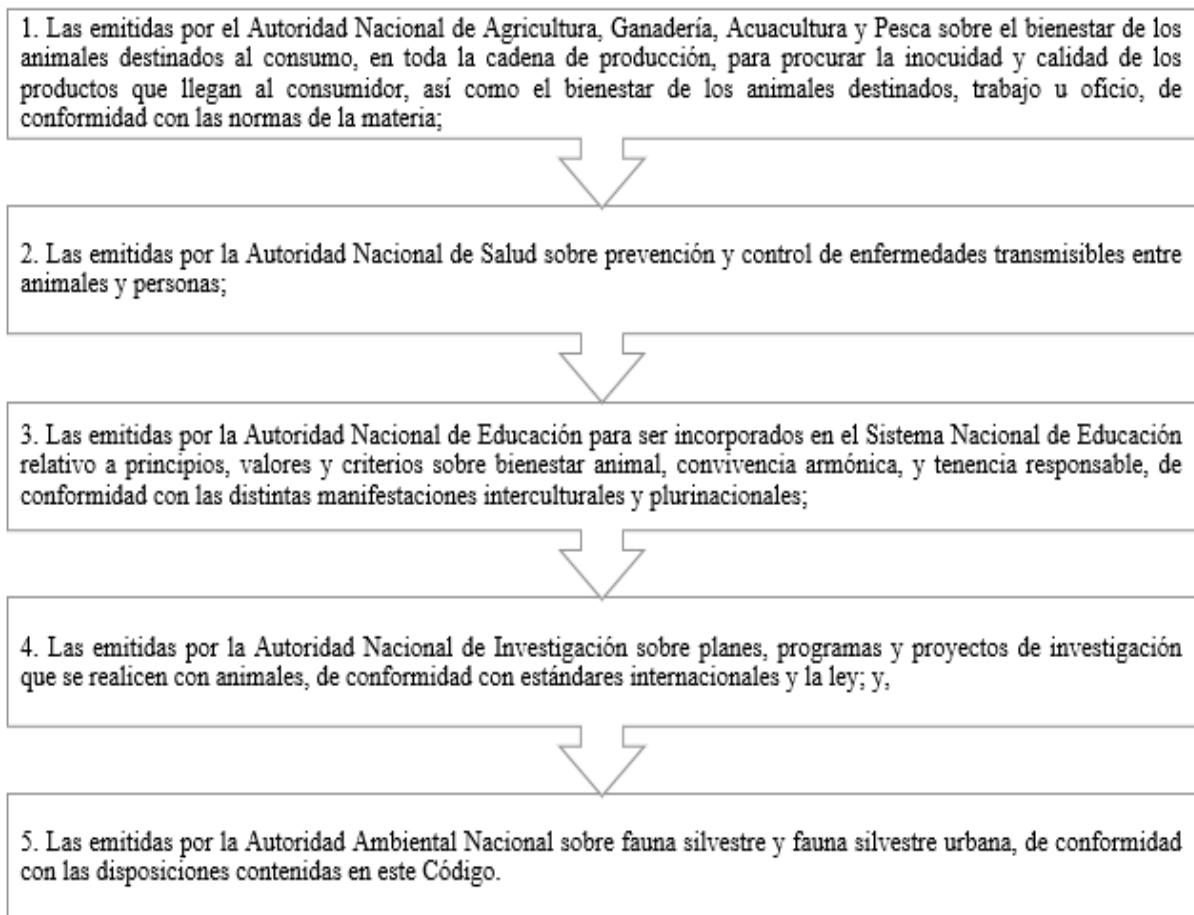 1. Las emitidas por el Autoridad Nacional de Agricultura, Ganadería, Acuacultura y Pesca sobre el bienestar de los
animales destinados al consumo, en toda la cadena de producción, para procurar la inocuidad y calidad de los
productos que llegan al consumidor, así como el bienestar de los animales destinados, trabajo u oficio, de
conformidad con las normas de la materia;
2. Las emitidas por la Autoridad Nacional de Salud sobre prevención y control de enfermedades transmisibles entre
animales y personas;
3. Las emitidas por la Autoridad Nacional de Educación para ser incorporados en el Sistema Nacional de Educación
relativo a principios, valores y criterios sobre bienestar animal, convivencia armónica, y tenencia responsable, de
conformidad con las distintas manifestaciones interculturales y plurinacionales;
4. Las emitidas por la Autoridad Nacional de Investigación sobre planes, programas y proyectos de investigación
que se realicen con animales, de conformidad con estándares internacionales y la ley; y,
5. Las emitidas por la Autoridad Ambiental Nacional sobre fauna silvestre y fauna silvestre urbana, de conformidad
con las disposiciones contenidas en este Código.